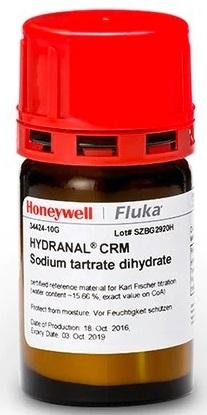 Honeywell | Fluka
34424-10G Lot# SZBG2920H
HYDRANAL® CRM
Sodium tartrate dihydrate
certified reference material for Karl Fischer titration
(water content ~15.66 %, exact value on CoA)
Protect from moisture. Vor Feuchtigkeit schützen
Date of Production: 18. Oct. 2016,
Expiry Date: 03. Oct. 2019